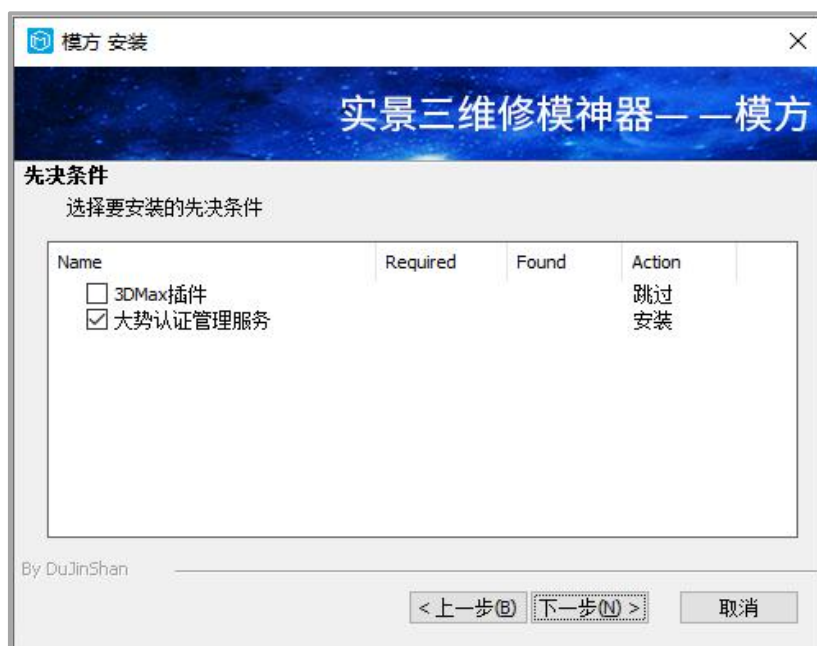 模方 安装
实景三维修模神器— —模方
先决条件
选择要安装的先决条件
Name Required Found Action
3DMax插件 跳过
大势认证管理服务 安装
By DuJinShan
< 上一步(B) 下一步(N) > 取消